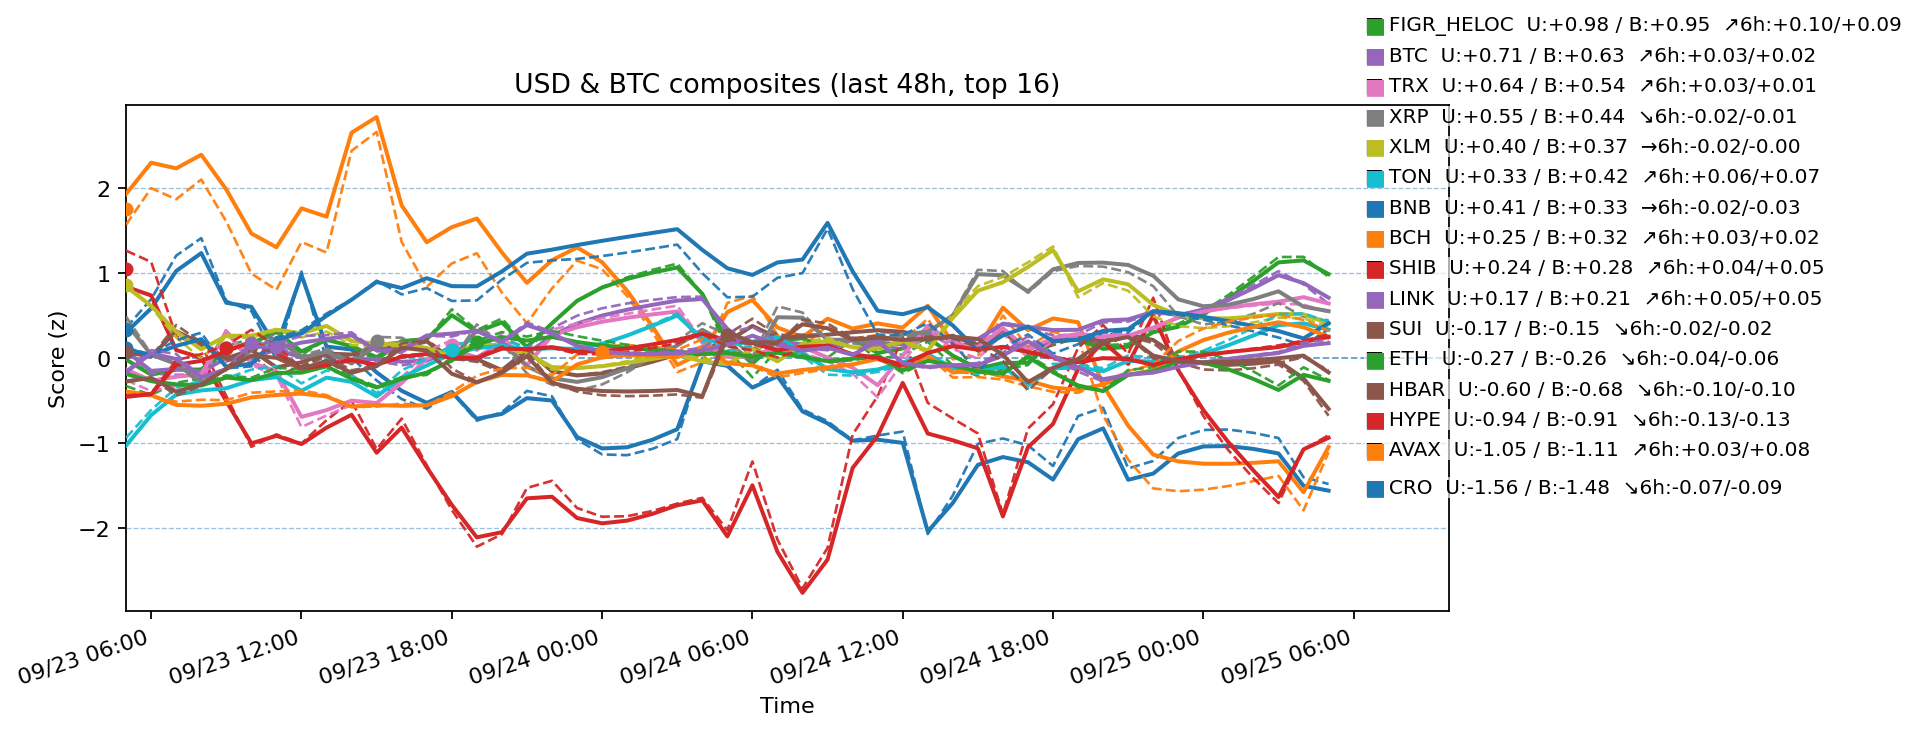 FIGR_HELOC U:+0.98 / B:+0.95 ↗6h:+0.10/+0.09
BTC U:+0.71 / B:+0.63 ↗6h:+0.03/+0.02
USD & BTC composites (last 48h, top 16)
TRX U:+0.64 / B:+0.54 ↗6h:+0.03/+0.01
XRP U:+0.55 / B:+0.44 ↘6h:-0.02/-0.01
XLM U:+0.40 / B:+0.37 →6h:-0.02/-0.00
TON U:+0.33 / B:+0.42 ↗6h:+0.06/+0.07
BNB U:+0.41 / B:+0.33 →6h:-0.02/-0.03
BCH U:+0.25 / B:+0.32 ↗6h:+0.03/+0.02
SHIB U:+0.24 / B:+0.28 ↗6h:+0.04/+0.05
LINK U:+0.17 / B:+0.21 ↗6h:+0.05/+0.05
SUI U:-0.17 / B:-0.15 ↘6h:-0.02/-0.02
ETH U:-0.27 / B:-0.26 ↘6h:-0.04/-0.06
HBAR U:-0.60 / B:-0.68 ↘6h:-0.10/-0.10
HYPE U:-0.94 / B:-0.91 ↘6h:-0.13/-0.13
AVAX U:-1.05 / B:-1.11 ↗6h:+0.03/+0.08
CRO U:-1.56 / B:-1.48 ↘6h:-0.07/-0.09
Score (z)
2
1
0
−1
−2
09/23 06:00
09/23 12:00
09/23 18:00
09/24 00:00
09/24 06:00
09/24 12:00
09/24 18:00
09/25 00:00
09/25 06:00
Time